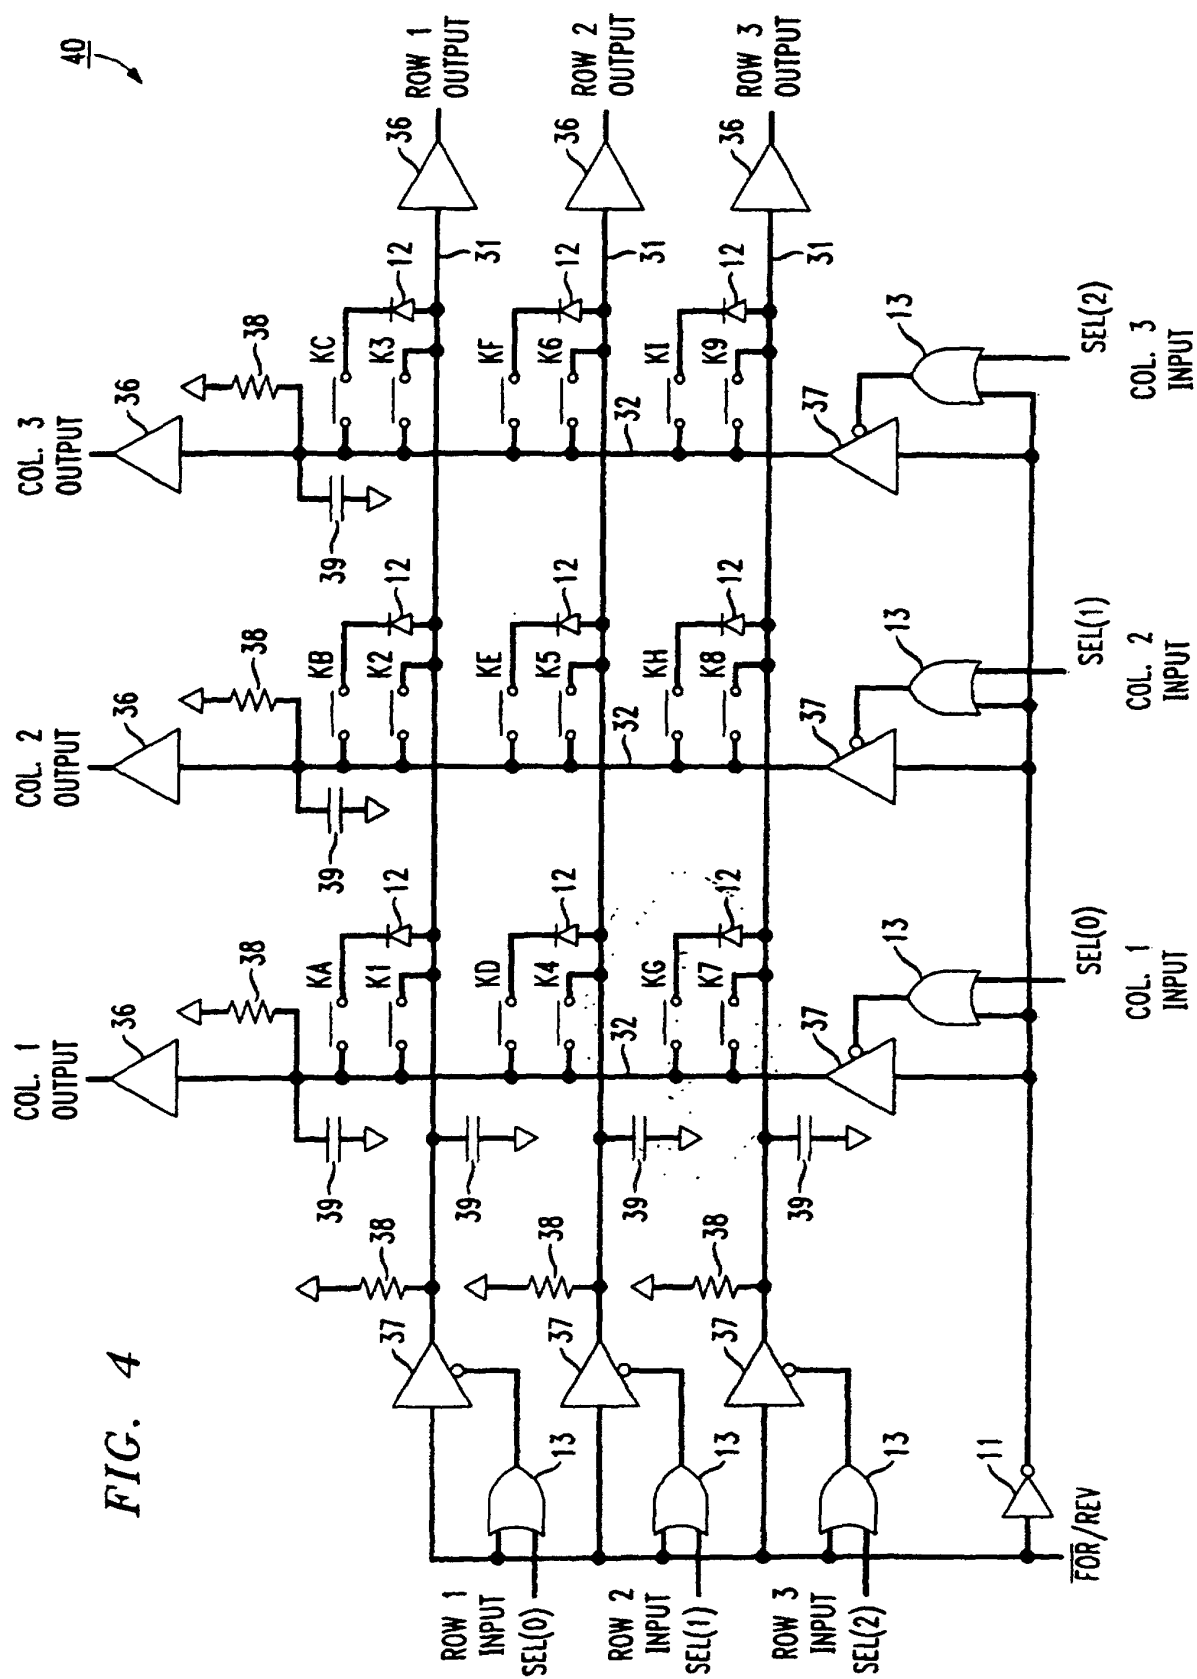 FIG. 4
40
COL. 1
OUTPUT
COL. 2
OUTPUT
COL. 3
OUTPUT
36
36
36
38
38
38
39
39
39
ROW 1
OUTPUT
ROW 2
OUTPUT
ROW 3
OUTPUT
36
36
36
31
31
31
KA
K1
12
KB
K2
12
KC
K3
12
KD
K4
12
KE
K5
12
KF
K6
12
KG
K7
12
KH
K8
12
KI
K9
12
32
32
32
37
38
39
37
38
39
37
38
39
13
13
13
37
13
37
13
37
13
11
ROW 1
INPUT
SEL(0)
ROW 2
INPUT
SEL(1)
ROW 3
INPUT
SEL(2)
FOR/REV
SEL(0)
COL. 1
INPUT
SEL(1)
COL. 2
INPUT
SEL(2)
COL. 3
INPUT